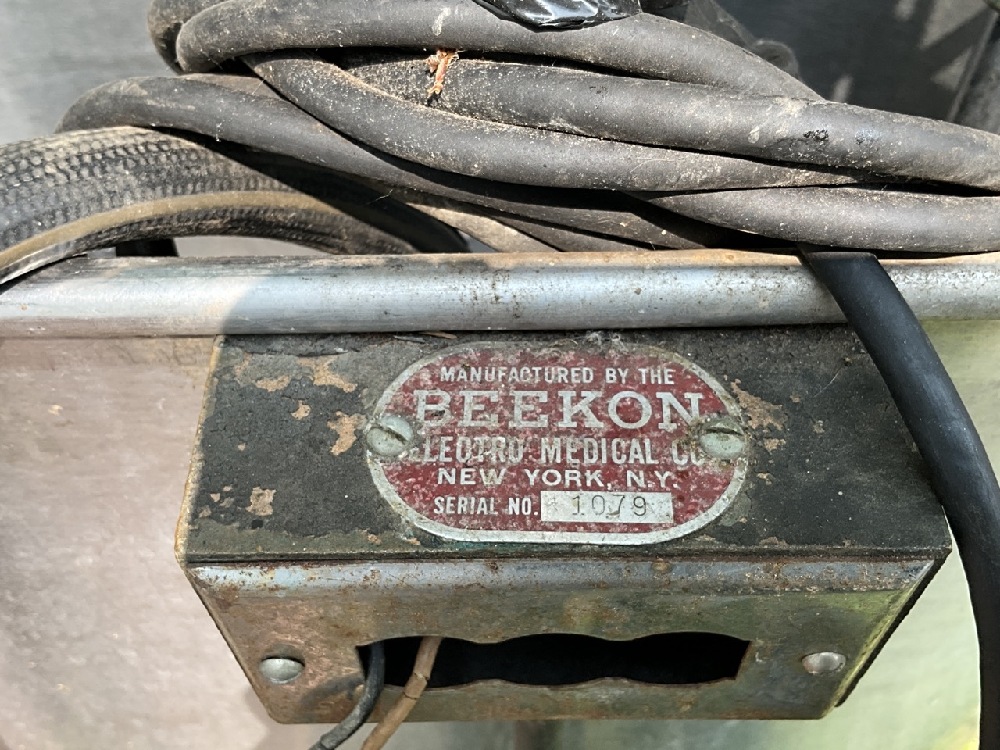 MANUFACTURED BY THE
BEEKON
ELECTRO MEDICAL CO.
NEW YORK, N.Y.
SERIAL NO. 1079